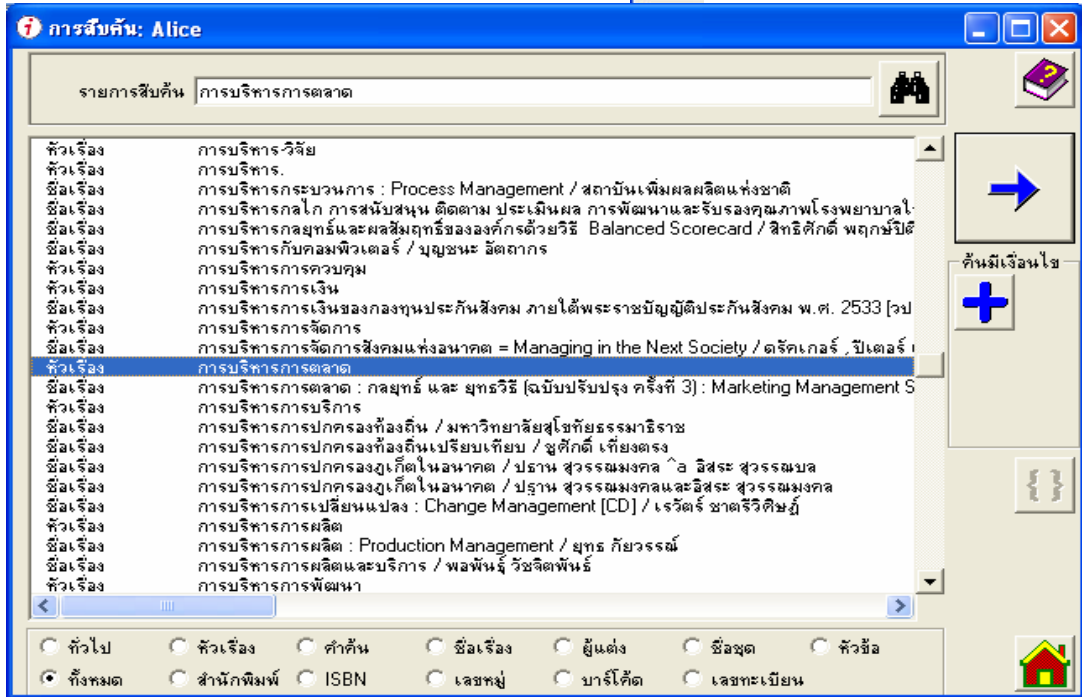 การสืบค้น: Alice
รายการสืบค้น การบริหารการตลาด
หัวเรื่อง การบริหาร-วิจัย
หัวเรื่อง การบริหาร.
ชื่อเรื่อง การบริหารกระบวนการ : Process Management / สถาบันเพิ่มผลผลิตแห่งชาติ
ชื่อเรื่อง การบริหารกลไก การสนับสนุน ติดตาม ประเมินผล การพัฒนาและรับรองคุณภาพโรงพยาบาลใ
ชื่อเรื่อง การบริหารกลยุทธ์และผลสัมฤทธิ์ขององค์กรด้วยวิธี Balanced Scorecard / สิทธิศักดิ์ พฤกษ์ปิติ
ชื่อเรื่อง การบริหารกับคอมพิวเตอร์ / บุญชนะ อัตถากร
หัวเรื่อง การบริหารการควบคุม
หัวเรื่อง การบริหารการเงิน
ชื่อเรื่อง การบริหารการเงินของกองทุนประกันสังคม ภายใต้พระราชบัญญัติประกันสังคม พ.ศ. 2533 [วป
หัวเรื่อง การบริหารการจัดการ
ชื่อเรื่อง การบริหารการจัดการสังคมแห่งอนาคต = Managing in the Next Society / ดรัคเกอร์ ,ปีเตอร์
หัวเรื่อง การบริหารการตลาด
ชื่อเรื่อง การบริหารการตลาด : กลยุทธ์ และ ยุทธวิธี (ฉบับปรับปรุง ครั้งที่ 3) : Marketing Management S
หัวเรื่อง การบริหารการบริการ
ชื่อเรื่อง การบริหารการปกครองท้องถิ่น / มหาวิทยาลัยสุโขทัยธรรมาธิราช
ชื่อเรื่อง การบริหารการปกครองท้องถิ่นเปรียบเทียบ / ชูศักดิ์ เที่ยงตรง
ชื่อเรื่อง การบริหารการปกครองภูเก็ตในอนาคต / ปธาน สุวรรณมงคล ^a อิสระ สุวรรณบล
ชื่อเรื่อง การบริหารการปกครองภูเก็ตในอนาคต / ปฐาน สุวรรณมงคลและอิสระ สุวรรณมงคล
ชื่อเรื่อง การบริหารการเปลี่ยนแปลง : Change Management [CD] / เรวัตร์ ชาตรีวิศิษฎ์
หัวเรื่อง การบริหารการผลิต
ชื่อเรื่อง การบริหารการผลิต : Production Management / ยุทธ กัยวรรณ์
ชื่อเรื่อง การบริหารการผลิตและบริการ / พลพันธุ์ วัชจิตพันธ์
หัวเรื่อง การบริหารการพัฒนา
ค้นมีเงื่อนไข
ทั่วไป หัวเรื่อง คำค้น ชื่อเรื่อง ผู้แต่ง ชื่อชุด หัวข้อ
ทั้งหมด สำนักพิมพ์ ISBN เลขหมู่ บาร์โค้ด เลขทะเบียน